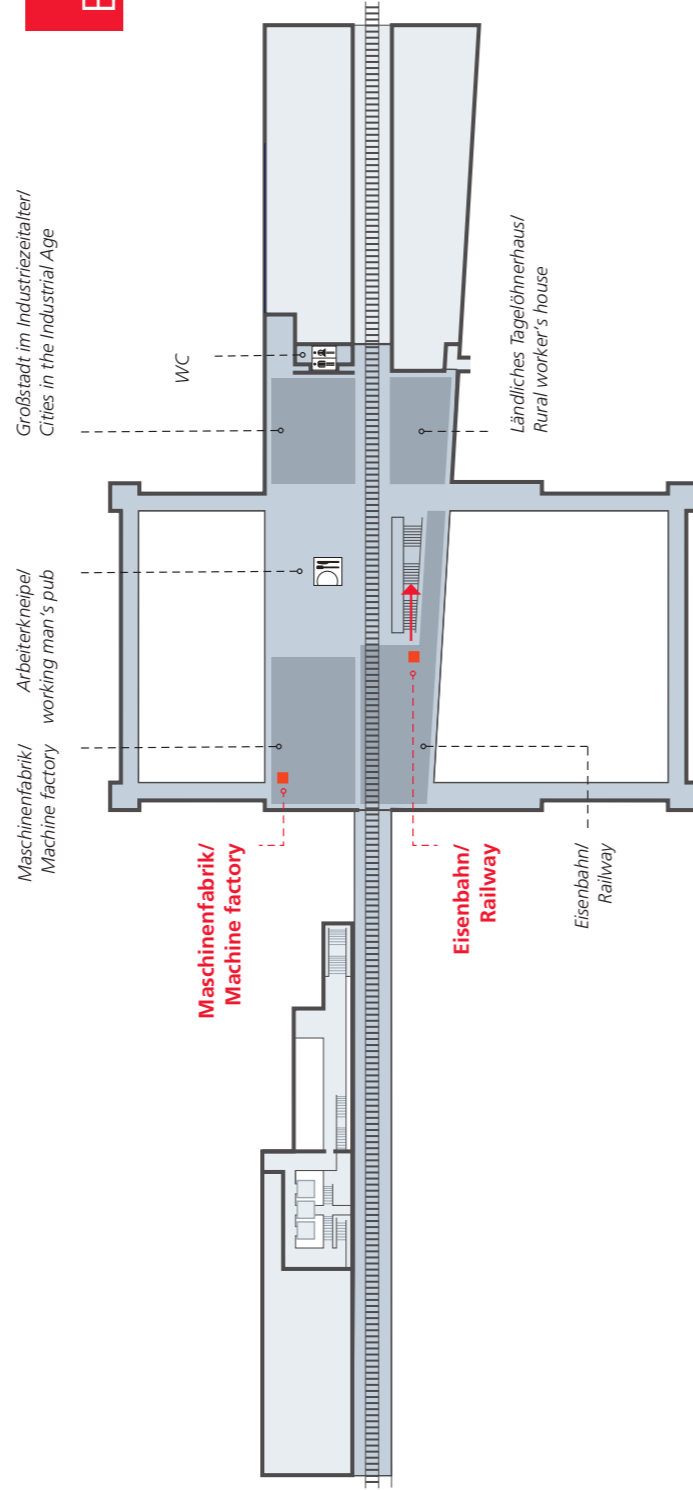 E
Großstadt im Industriezeitalter/
Cities in the Industrial Age
WC
Arbeiterkneipe/
working man's pub
Maschinenfabrik/
Machine factory
Maschinenfabrik/
Machine factory
Ländliches Tagelöhnerhaus/
Rural worker's house
Eisenbahn/
Railway
Eisenbahn/
Railway